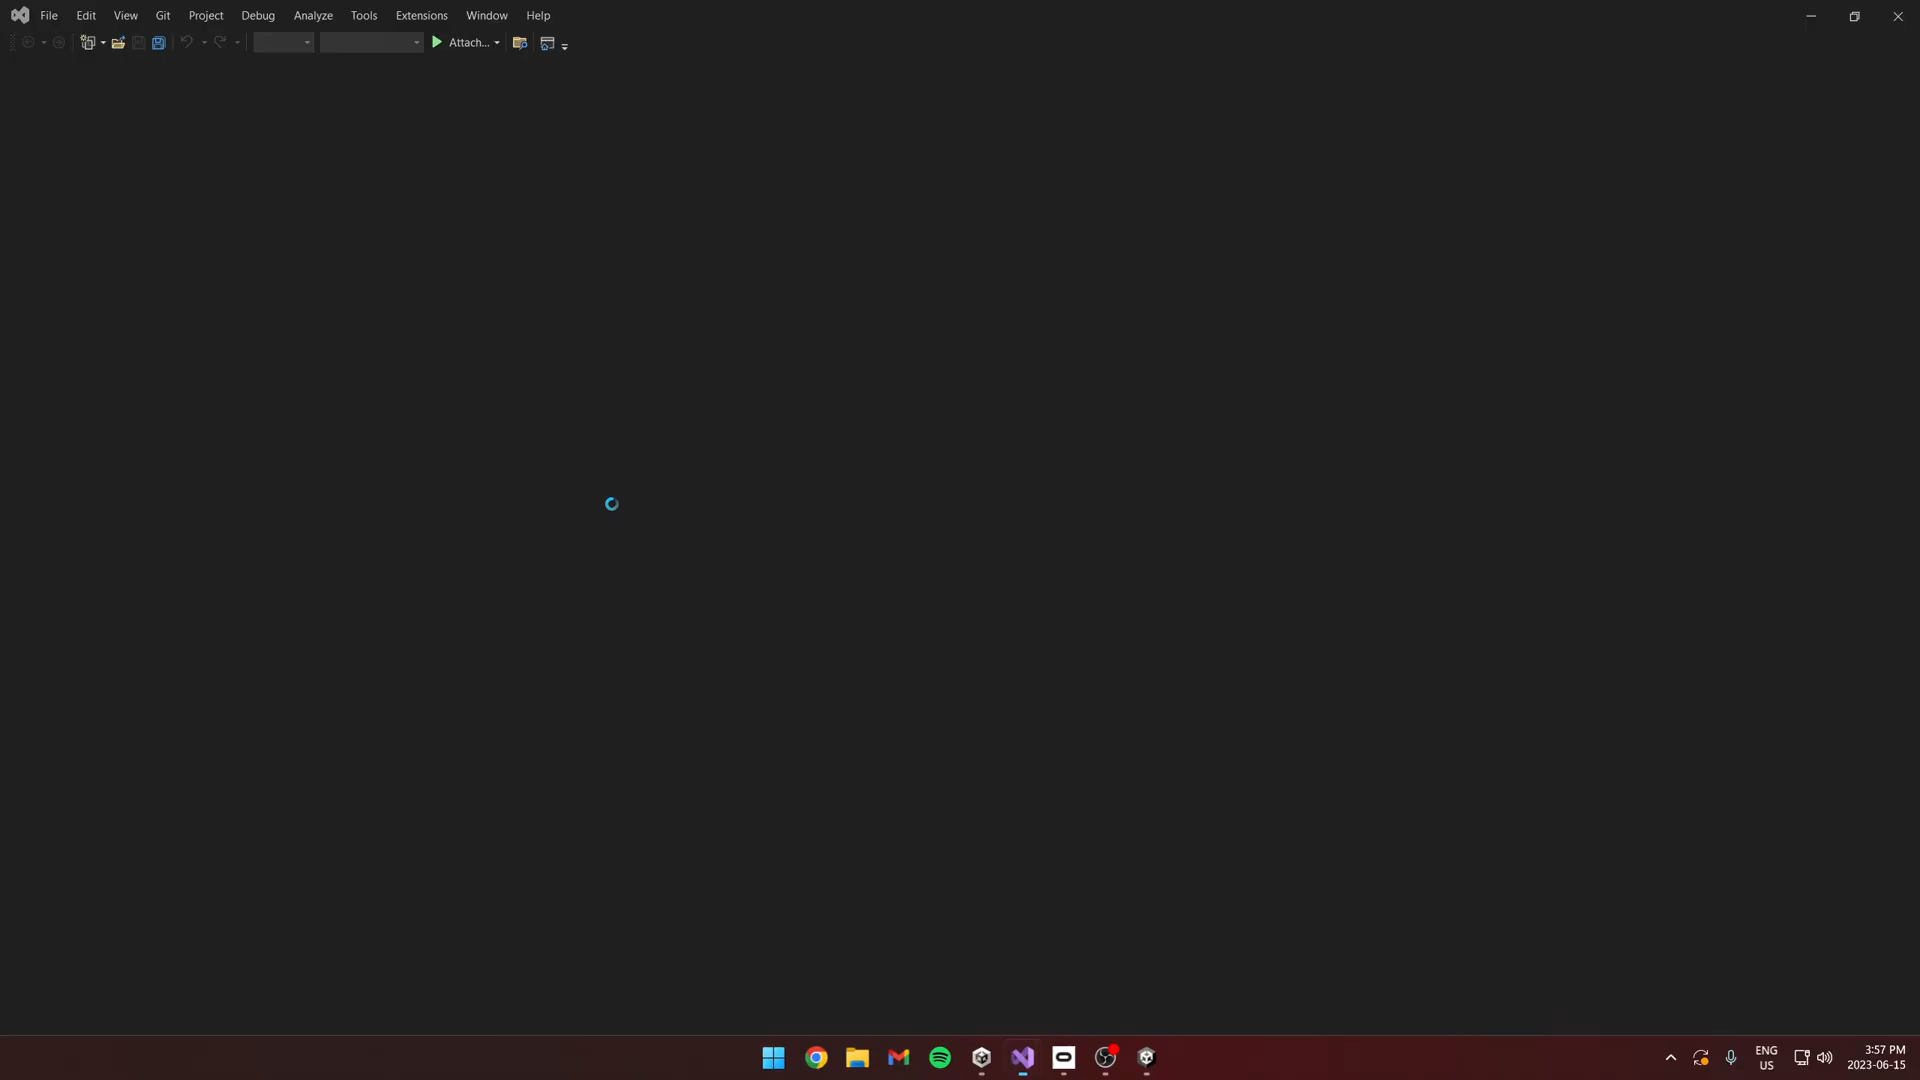 File Edit View Git Project Debug Analyze Tools Extensions Window Help
Attach...
ENG
US
3:57 PM
2023-06-15